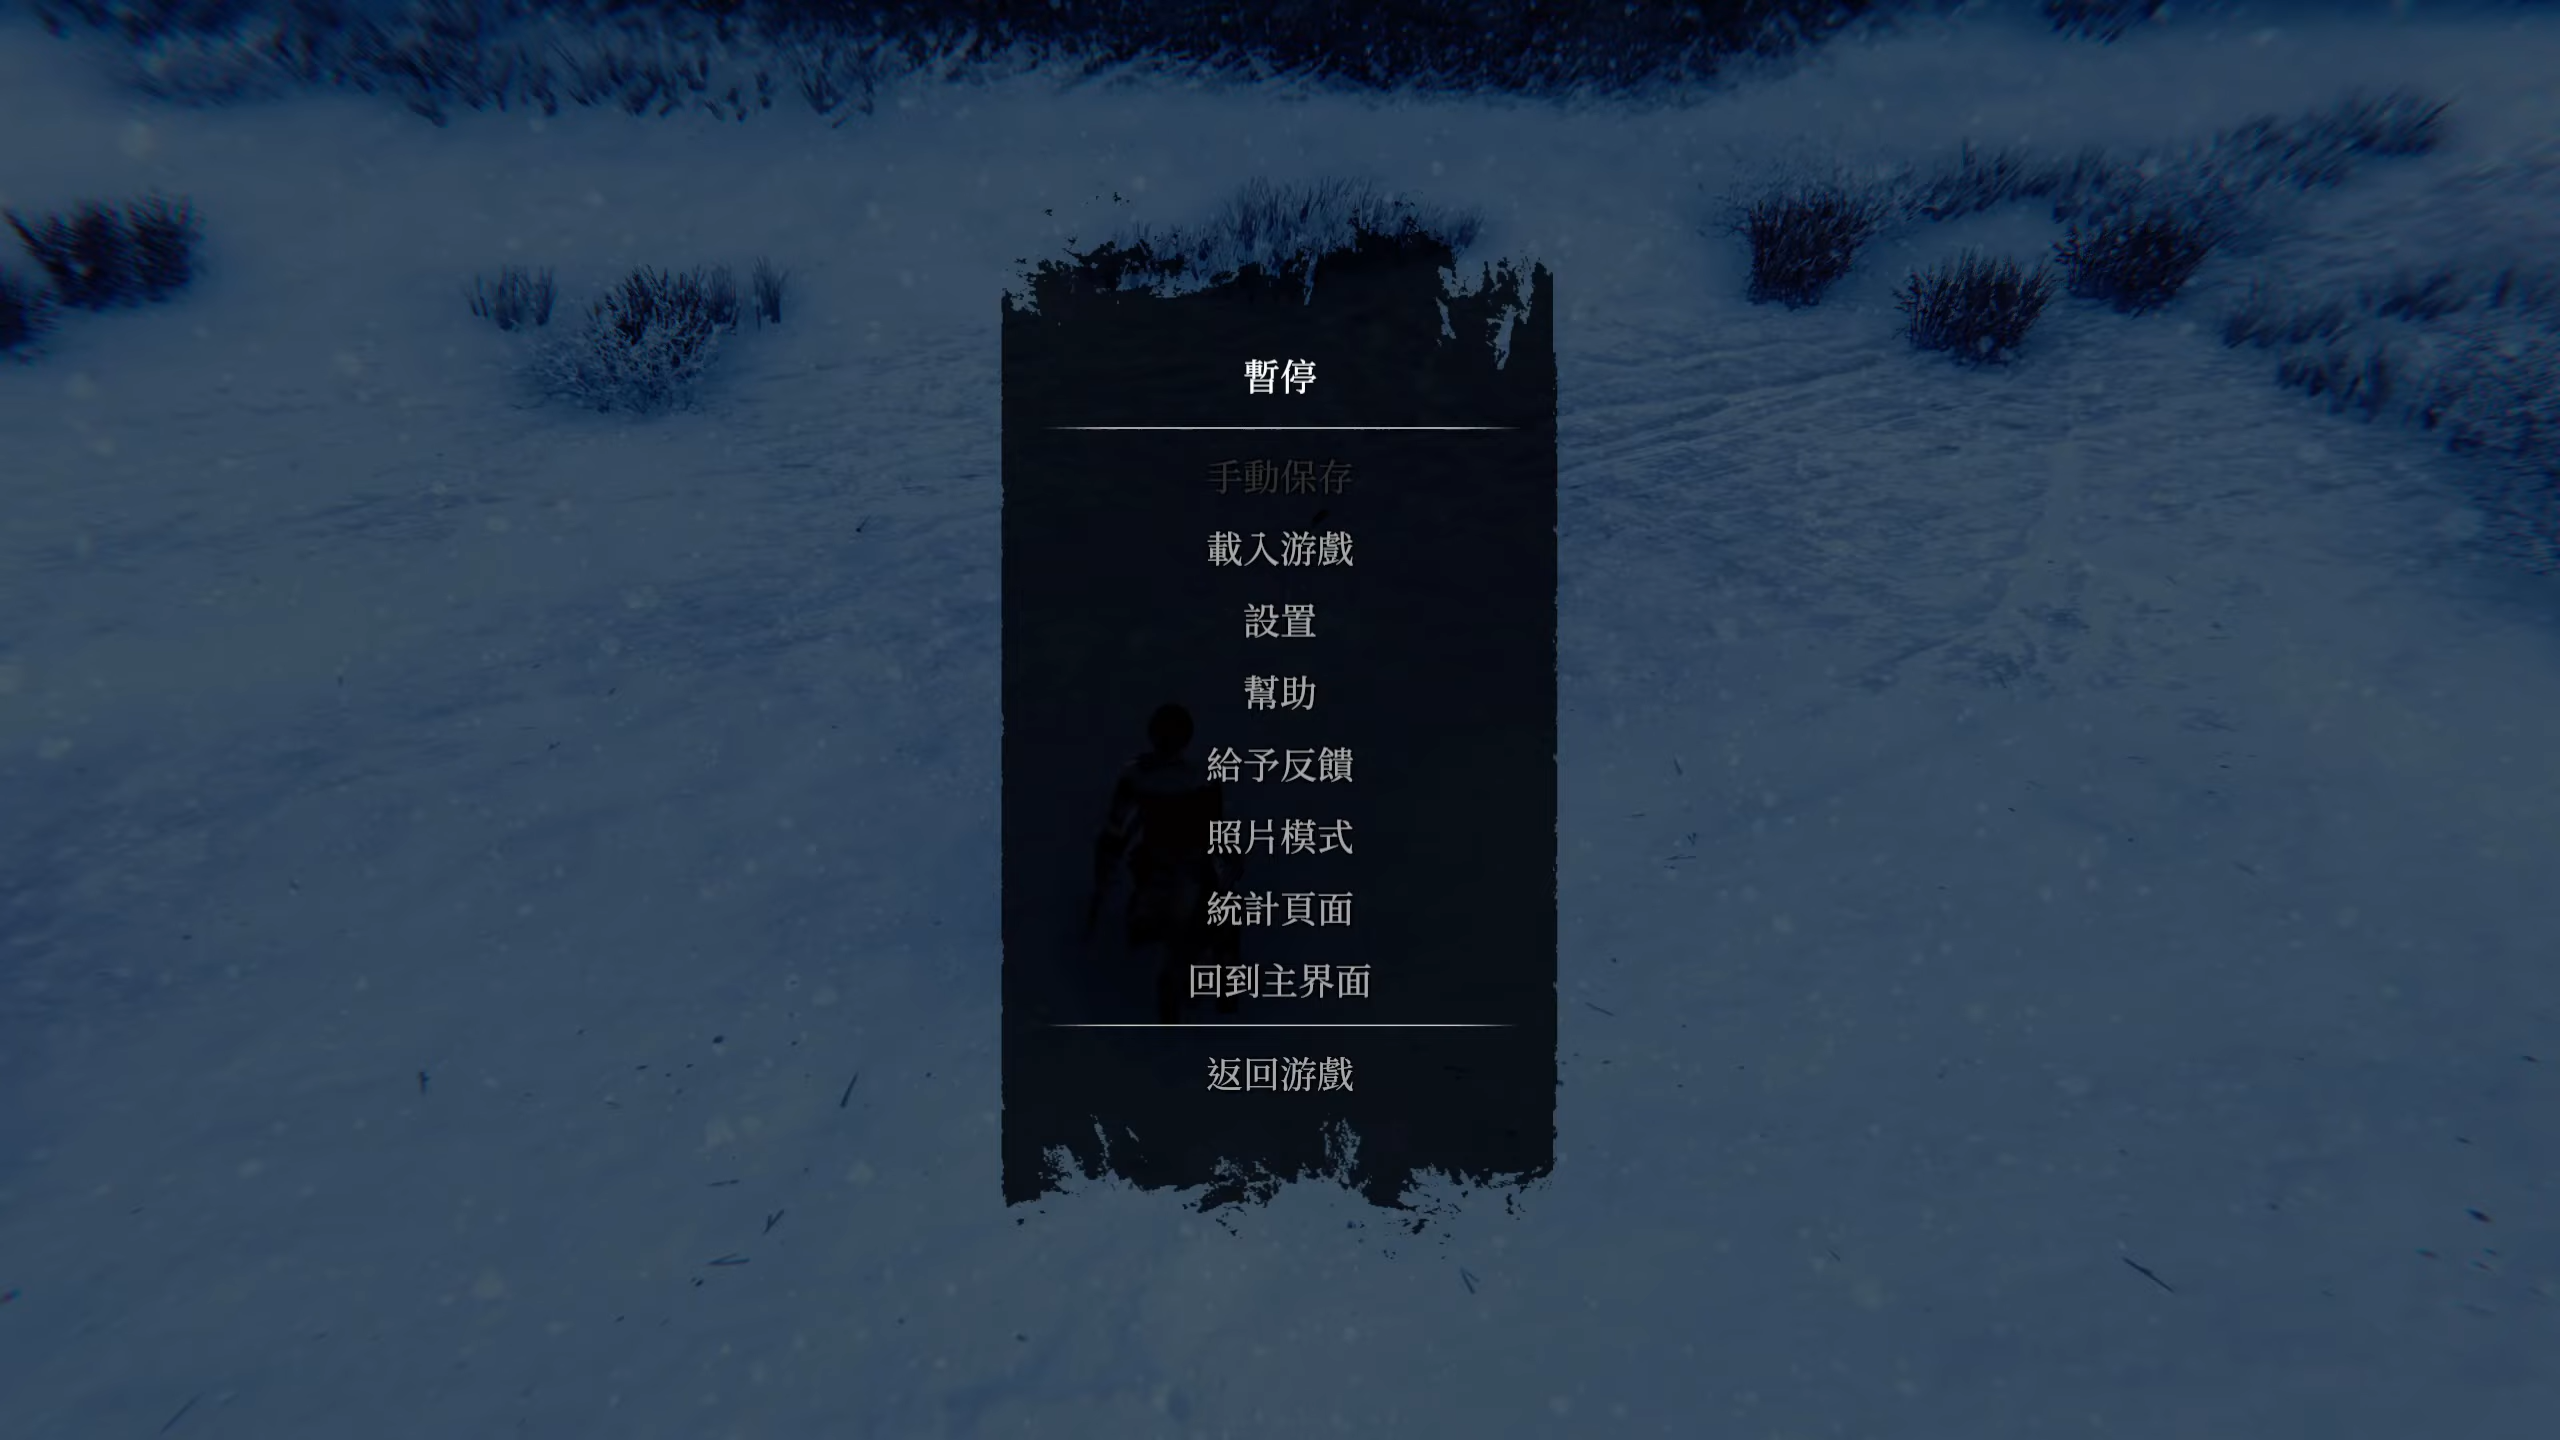 暫停
手動保存
載入游戲
設置
幫助
給予反饋
照片模式
統計頁面
回到主界面
返回游戲